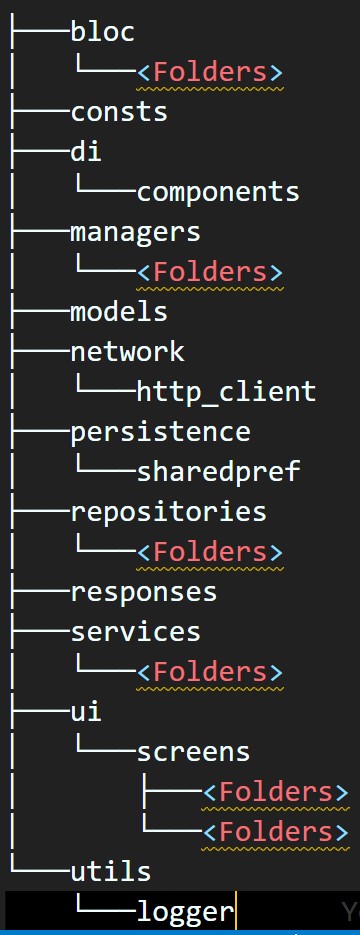 ├───bloc
│   └───<Folders>
├───consts
├───di
│   └───components
├───managers
│   └───<Folders>
├───models
├───network
│   └───http_client
├───persistence
│   └───sharedpref
├───repositories
│   └───<Folders>
├───responses
├───services
│   └───<Folders>
├───ui
│   └───screens
│       ├───<Folders>
│       └───<Folders>
└───utils
    └───logger